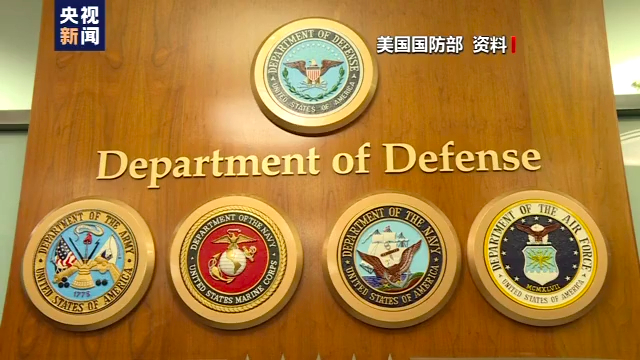 央视
新闻
美国国防部 资料
DEPARTMENT OF DEFENSE
UNITED STATES OF AMERICA
Department of Defense
DEPARTMENT OF THE ARMY
1775
UNITED STATES OF AMERICA
DEPARTMENT OF THE NAVY
UNITED STATES MARINE CORPS
DEPARTMENT OF THE NAVY
UNITED STATES OF AMERICA
DEPARTMENT OF THE AIR FORCE
MCMXLVII
UNITED STATES OF AMERICA